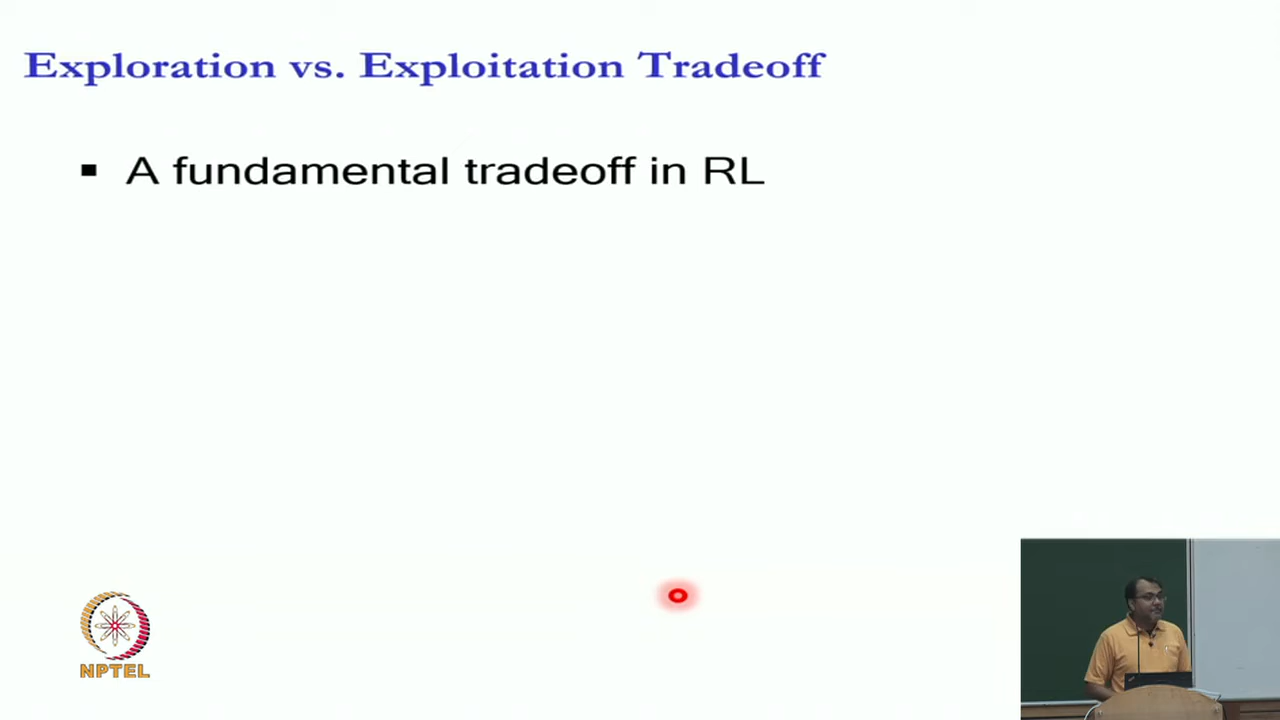 Exploration vs. Exploitation Tradeoff
A fundamental tradeoff in RL
NPTEL